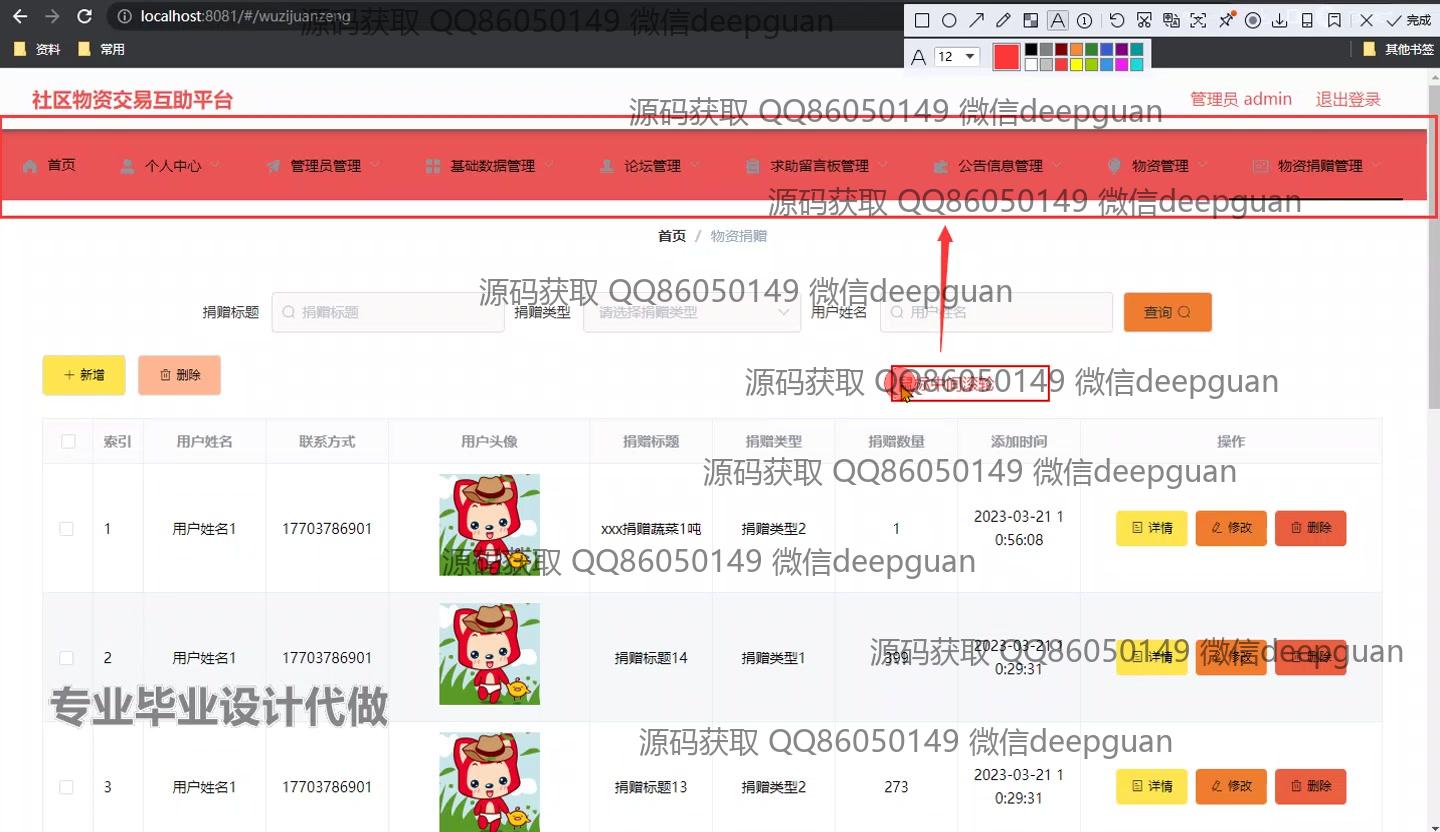 localhost:8081/#/wuzijuanzeng
源码获取 QQ86050149 微信deepguan
完成
资料
常用
12
其他书签
社区物资交易互助平台
源码获取 QQ86050149 微信deepguan
管理员 admin
退出登录
首页
个人中心
管理员管理
基础数据管理
论坛管理
求助留言板管理
公告信息管理
物资管理
物资捐赠管理
源码获取 QQ86050149 微信deepguan
首页 / 物资捐赠
源码获取 QQ86050149 微信deepguan
捐赠标题
捐赠标题
捐赠类型
请选择捐赠类型
用户姓名
用户姓名
查询
新增
删除
鼠标中间滚轮
源码获取 QQ86050149 微信deepguan
索引 用户姓名 联系方式 用户头像 捐赠标题 捐赠类型 捐赠数量 添加时间 操作
源码获取 QQ86050149 微信deepguan
1 用户姓名1 17703786901 xxx捐赠蔬菜1吨 捐赠类型2 1 2023-03-21 1
0:56:08
详情 修改 删除
源码获取 QQ86050149 微信deepguan
2 用户姓名1 17703786901 捐赠标题14 捐赠类型1 399 2023-03-21 1
0:29:31
详情 修改 删除
源码获取 QQ86050149 微信deepguan
专业毕业设计代做
源码获取 QQ86050149 微信deepguan
3 用户姓名1 17703786901 捐赠标题13 捐赠类型2 273 2023-03-21 1
0:29:31
详情 修改 删除